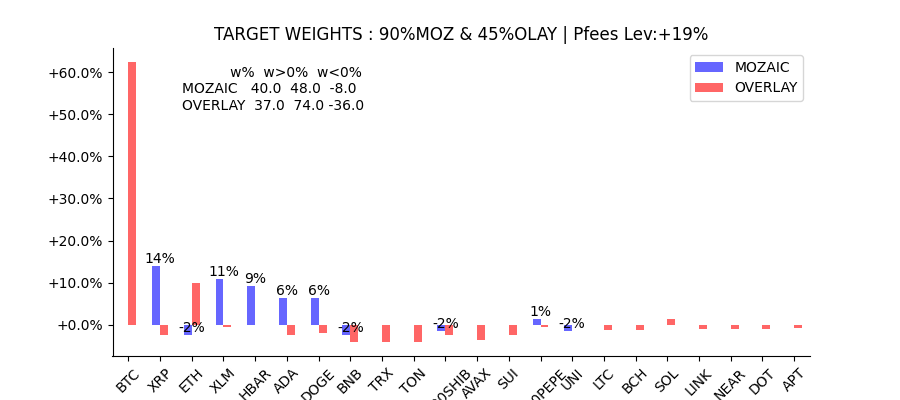 TARGET WEIGHTS : 90%MOZ & 45%OLAY | Pfees Lev:+19%
w% w>0% w<0%
MOZAIC 40.0 48.0 -8.0
OVERLAY 37.0 74.0 -36.0
MOZAIC
OVERLAY
+60.0%
+50.0%
+40.0%
+30.0%
+20.0%
+10.0%
+0.0%
14%
-2%
11%
9%
6%
6%
-2%
-2%
1%
-2%
BTC
XRP
ETH
XLM
HBAR
ADA
DOGE
BNB
TRX
TON
0SHIB
AVAX
SUI
0PEPE
UNI
LTC
BCH
SOL
LINK
NEAR
DOT
APT